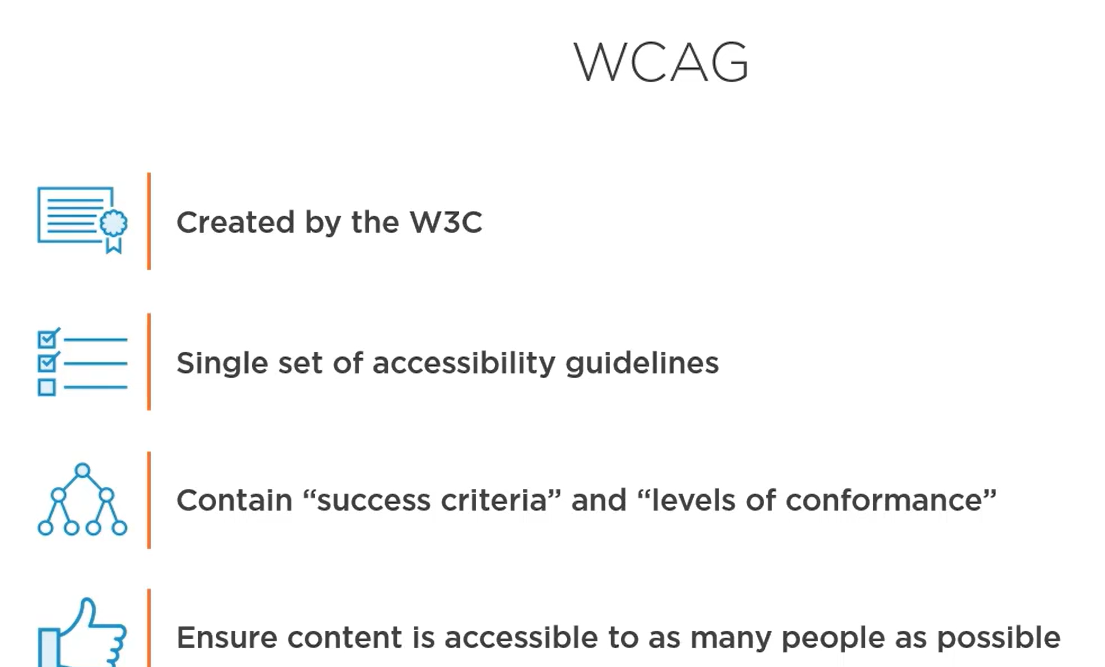 WCAG
Created by the W3C
Single set of accessibility guidelines
Contain “success criteria” and “levels of conformance”
Ensure content is accessible to as many people as possible